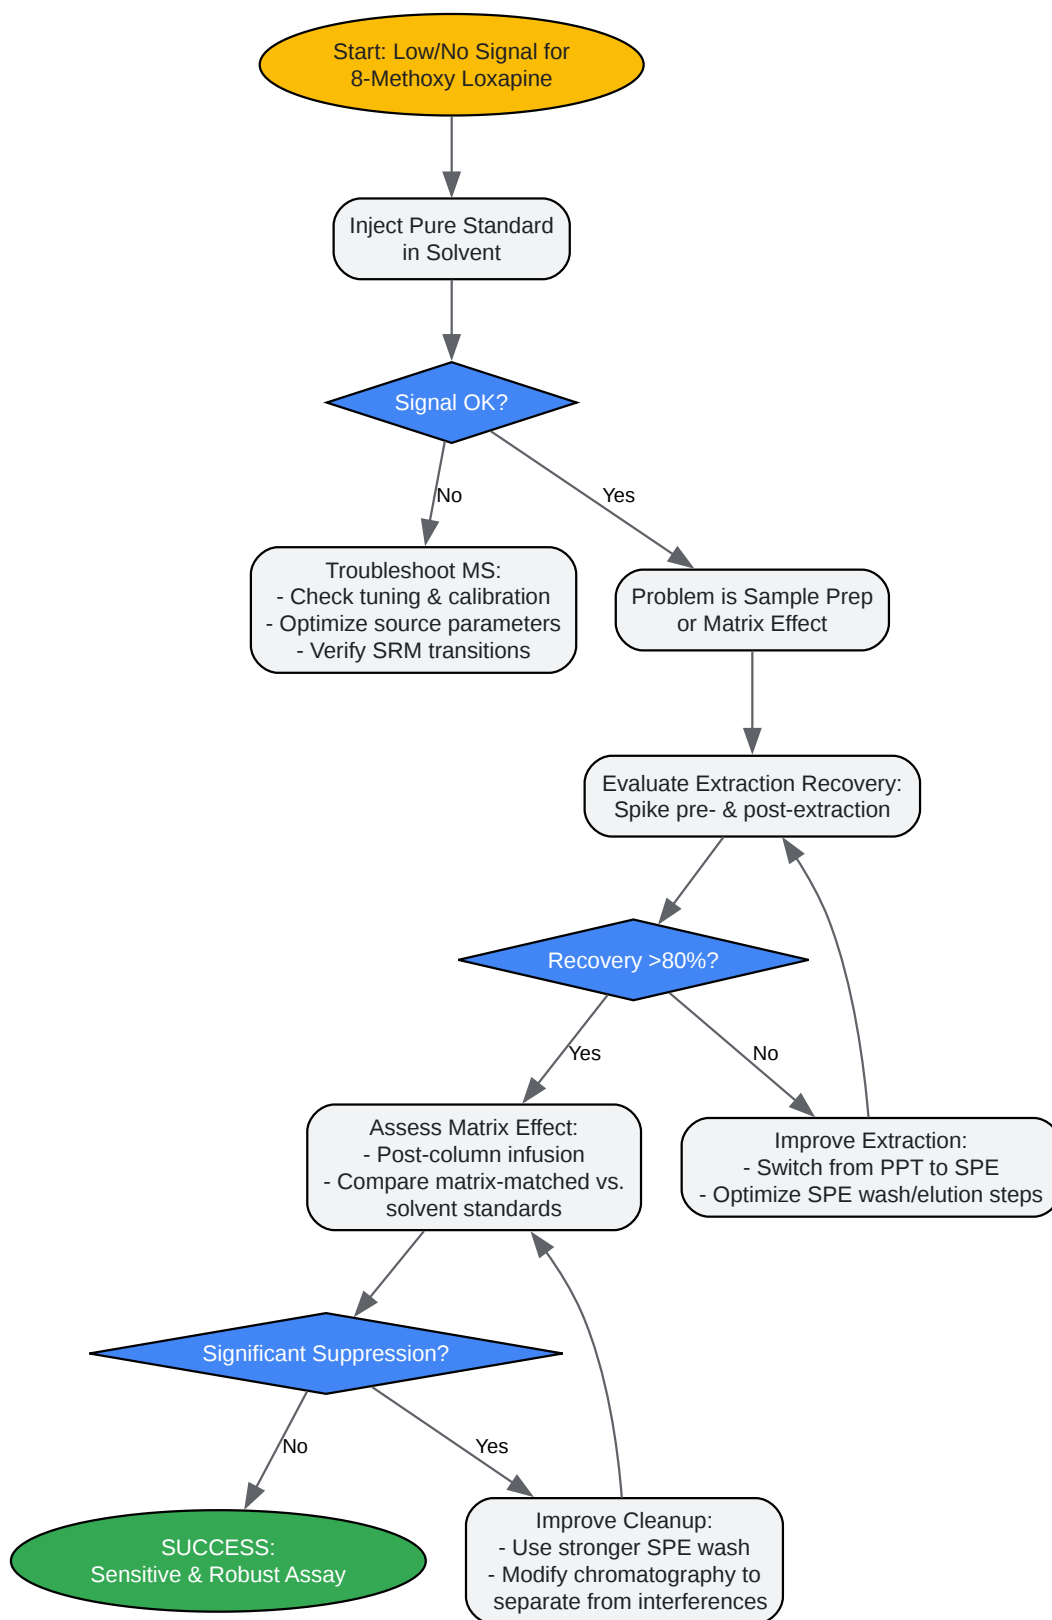 Start: Low/No Signal for
8-Methoxy Loxapine
Inject Pure Standard
in Solvent
Signal OK?
No
Yes
Troubleshoot MS:
- Check tuning & calibration
- Optimize source parameters
- Verify SRM transitions
Problem is Sample Prep
or Matrix Effect
Evaluate Extraction Recovery:
Spike pre- & post-extraction
Recovery >80%?
Yes
No
Assess Matrix Effect:
- Post-column infusion
- Compare matrix-matched vs.
solvent standards
Improve Extraction:
- Switch from PPT to SPE
- Optimize SPE wash/elution steps
Significant Suppression?
No
Yes
SUCCESS:
Sensitive & Robust Assay
Improve Cleanup:
- Use stronger SPE wash
- Modify chromatography to
separate from interferences